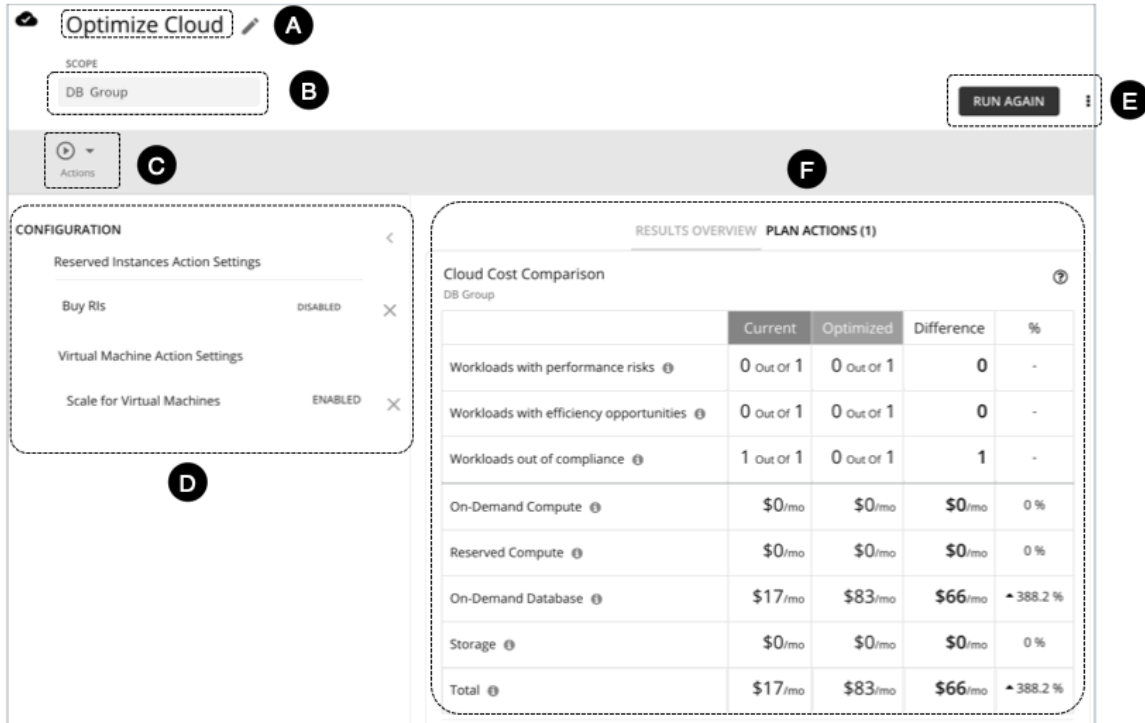 Optimize Cloud
A
SCOPE
DB Group
B
RUN AGAIN
E
Actions
C
F
CONFIGURATION
Reserved Instances Action Settings
Buy RIs DISABLED
Virtual Machine Action Settings
Scale for Virtual Machines ENABLED
D
RESULTS OVERVIEW PLAN ACTIONS (1)
Cloud Cost Comparison
DB Group
Current Optimized Difference %
Workloads with performance risks 0 Out Of 1 0 Out Of 1 0 -
Workloads with efficiency opportunities 0 Out Of 1 0 Out Of 1 0 -
Workloads out of compliance 1 Out Of 1 0 Out Of 1 1 -
On-Demand Compute $0/mo $0/mo $0/mo 0 %
Reserved Compute $0/mo $0/mo $0/mo 0 %
On-Demand Database $17/mo $83/mo $66/mo 388.2 %
Storage $0/mo $0/mo $0/mo 0 %
Total $17/mo $83/mo $66/mo 388.2 %